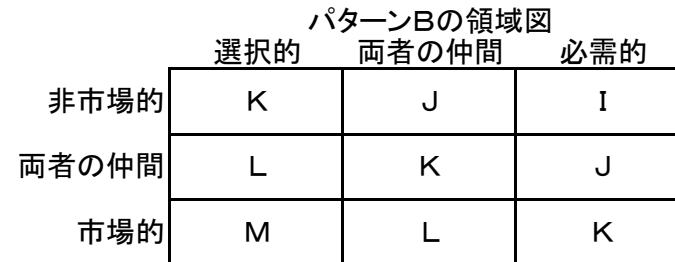 パターンBの領域図
選択的 両者の仲間 必需的
非市場的 K J I
両者の仲間 L K J
市場的 M L K